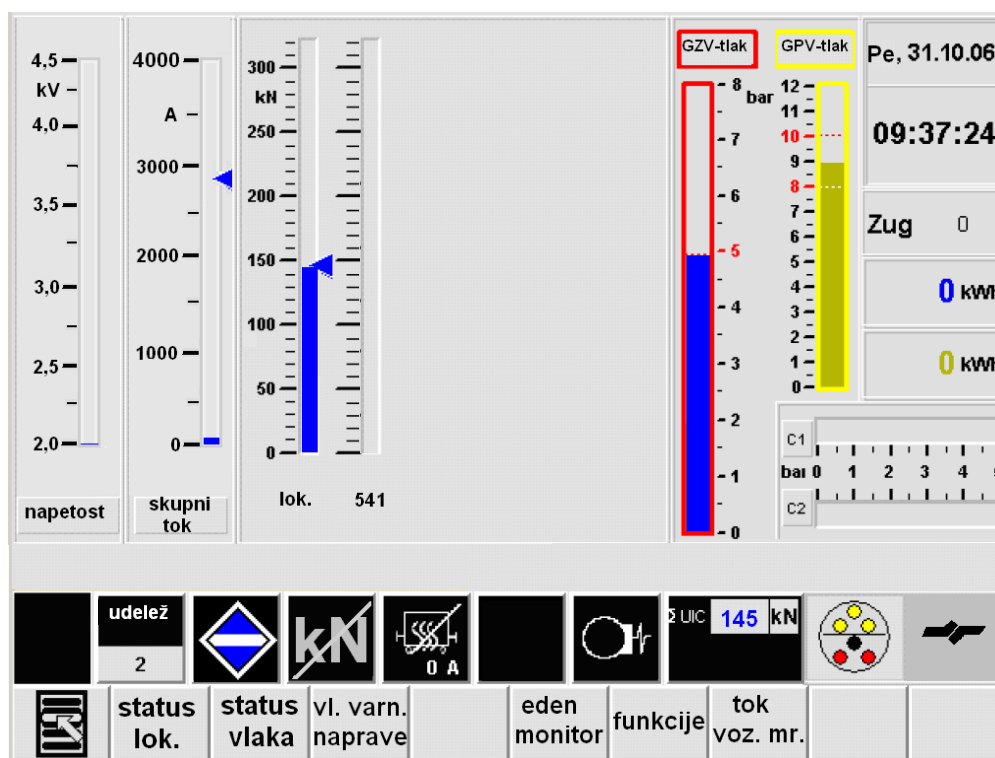 4,5
kV
4,0
3,5
3,0
2,5
2,0
napetost
4000
A
3000
2000
1000
0
skupni
tok
300
kN
250
200
150
100
50
0
lok.
541
GZV-tlak
8
bar
7
6
5
4
3
2
1
0
GPV-tlak
12
11
10
9
8
7
6
5
4
3
2
1
0
Pe, 31.10.06
09:37:24
Zug 0
0 kWh
0 kWh
C1
bar 0 1 2 3 4
C2
udelež
2
kN
0 A
Σ UIC 145 kN
status
lok.
status
vlaka
vl. varn.
naprave
eden
monitor
funkcije
tok
voz. mr.